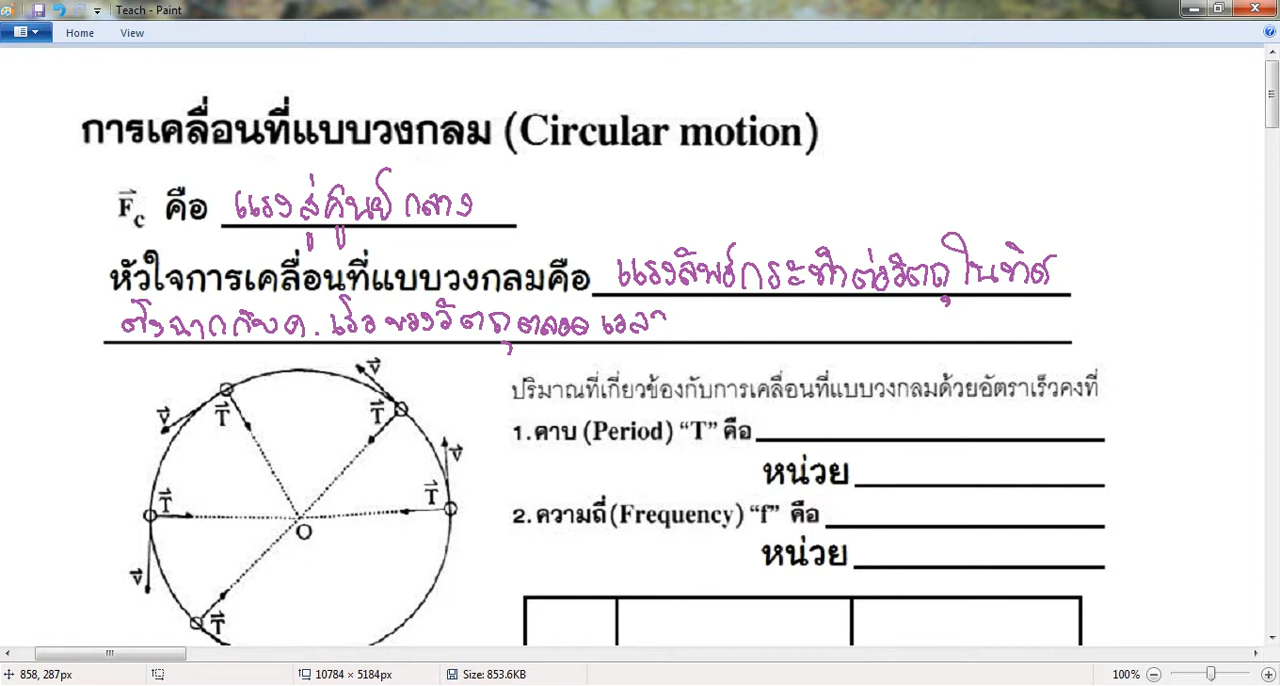 Teach - Paint
Home View
การเคลื่อนที่แบบวงกลม (Circular motion)
F⃗c คือ แรงสู่ศูนย์กลาง
หัวใจการเคลื่อนที่แบบวงกลมคือ แรงลัพธ์กระทำต่อวัตถุในทิศ
ตั้งฉากกับค.เร็วของวัตถุตลอดเวลา
v⃗
T⃗
v⃗
T⃗
ปริมาณที่เกี่ยวข้องกับการเคลื่อนที่แบบวงกลมด้วยอัตราเร็วคงที่
1.คาบ (Period) “T” คือ
v⃗
หน่วย
T⃗
T⃗
2.ความถี่(Frequency) “f” คือ
O
หน่วย
v⃗
T⃗
858, 287px
10784 × 5184px
Size: 853.6KB
100%